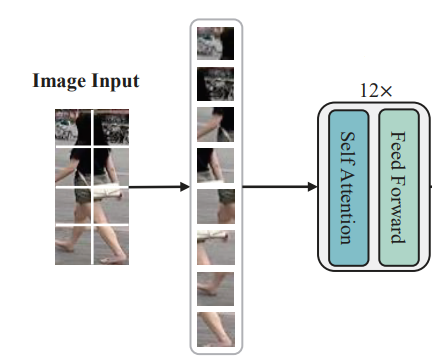 Image Input
12×
Self Attention
Feed Forward